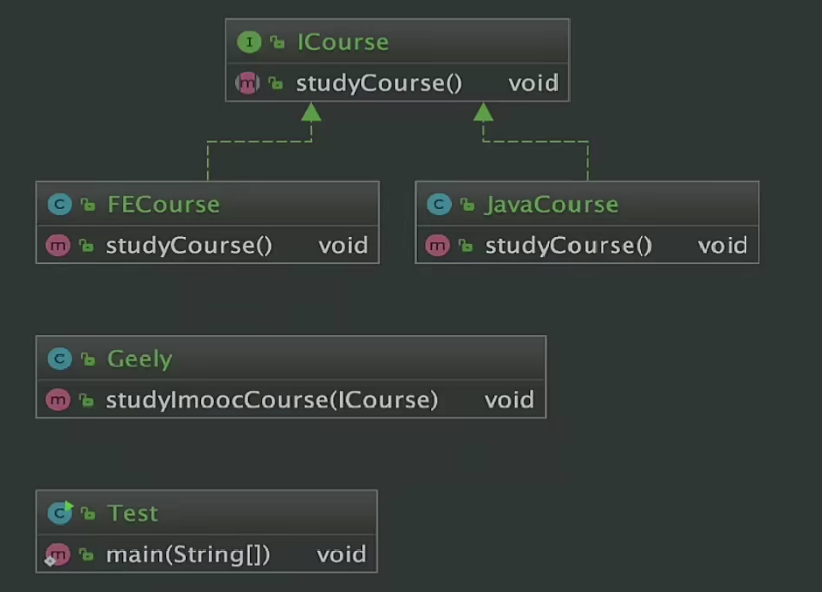 ICourse
studyCourse() void
FECourse
studyCourse() void
JavaCourse
studyCourse() void
Geely
studyImoocCourse(ICourse) void
Test
main(String[]) void